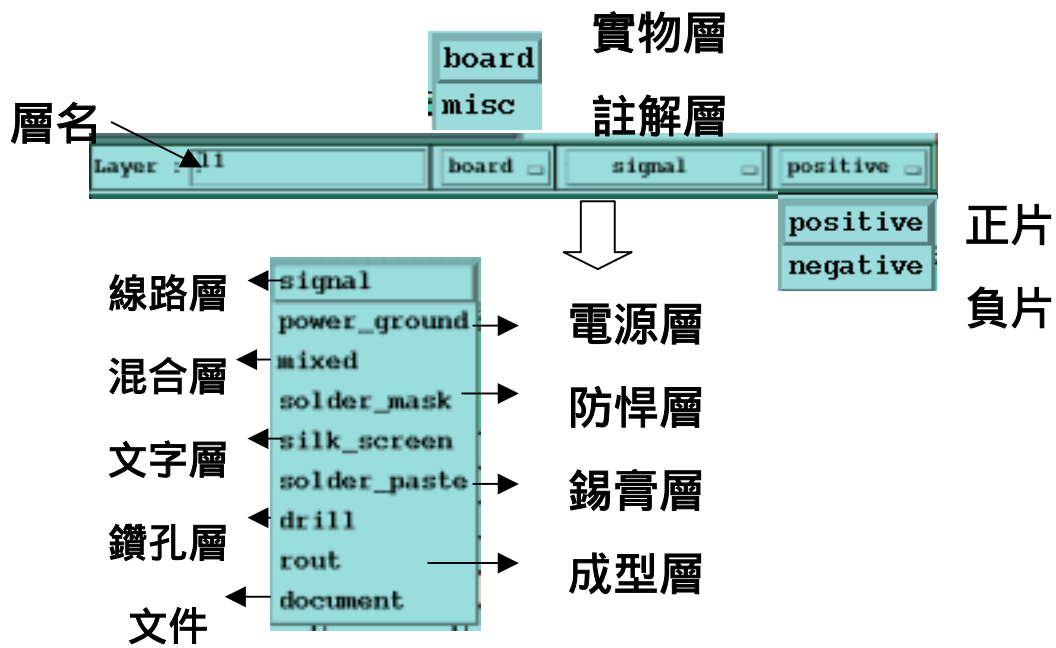 實物層
board
misc
註解層
層名
Layer : l1 board signal positive
positive 正片
negative 負片
signal
線路層
power_ground 電源層
mixed
混合層
solder_mask 防悍層
silk_screen
文字層
solder_paste 錫膏層
drill
鑽孔層
rout 成型層
document
文件